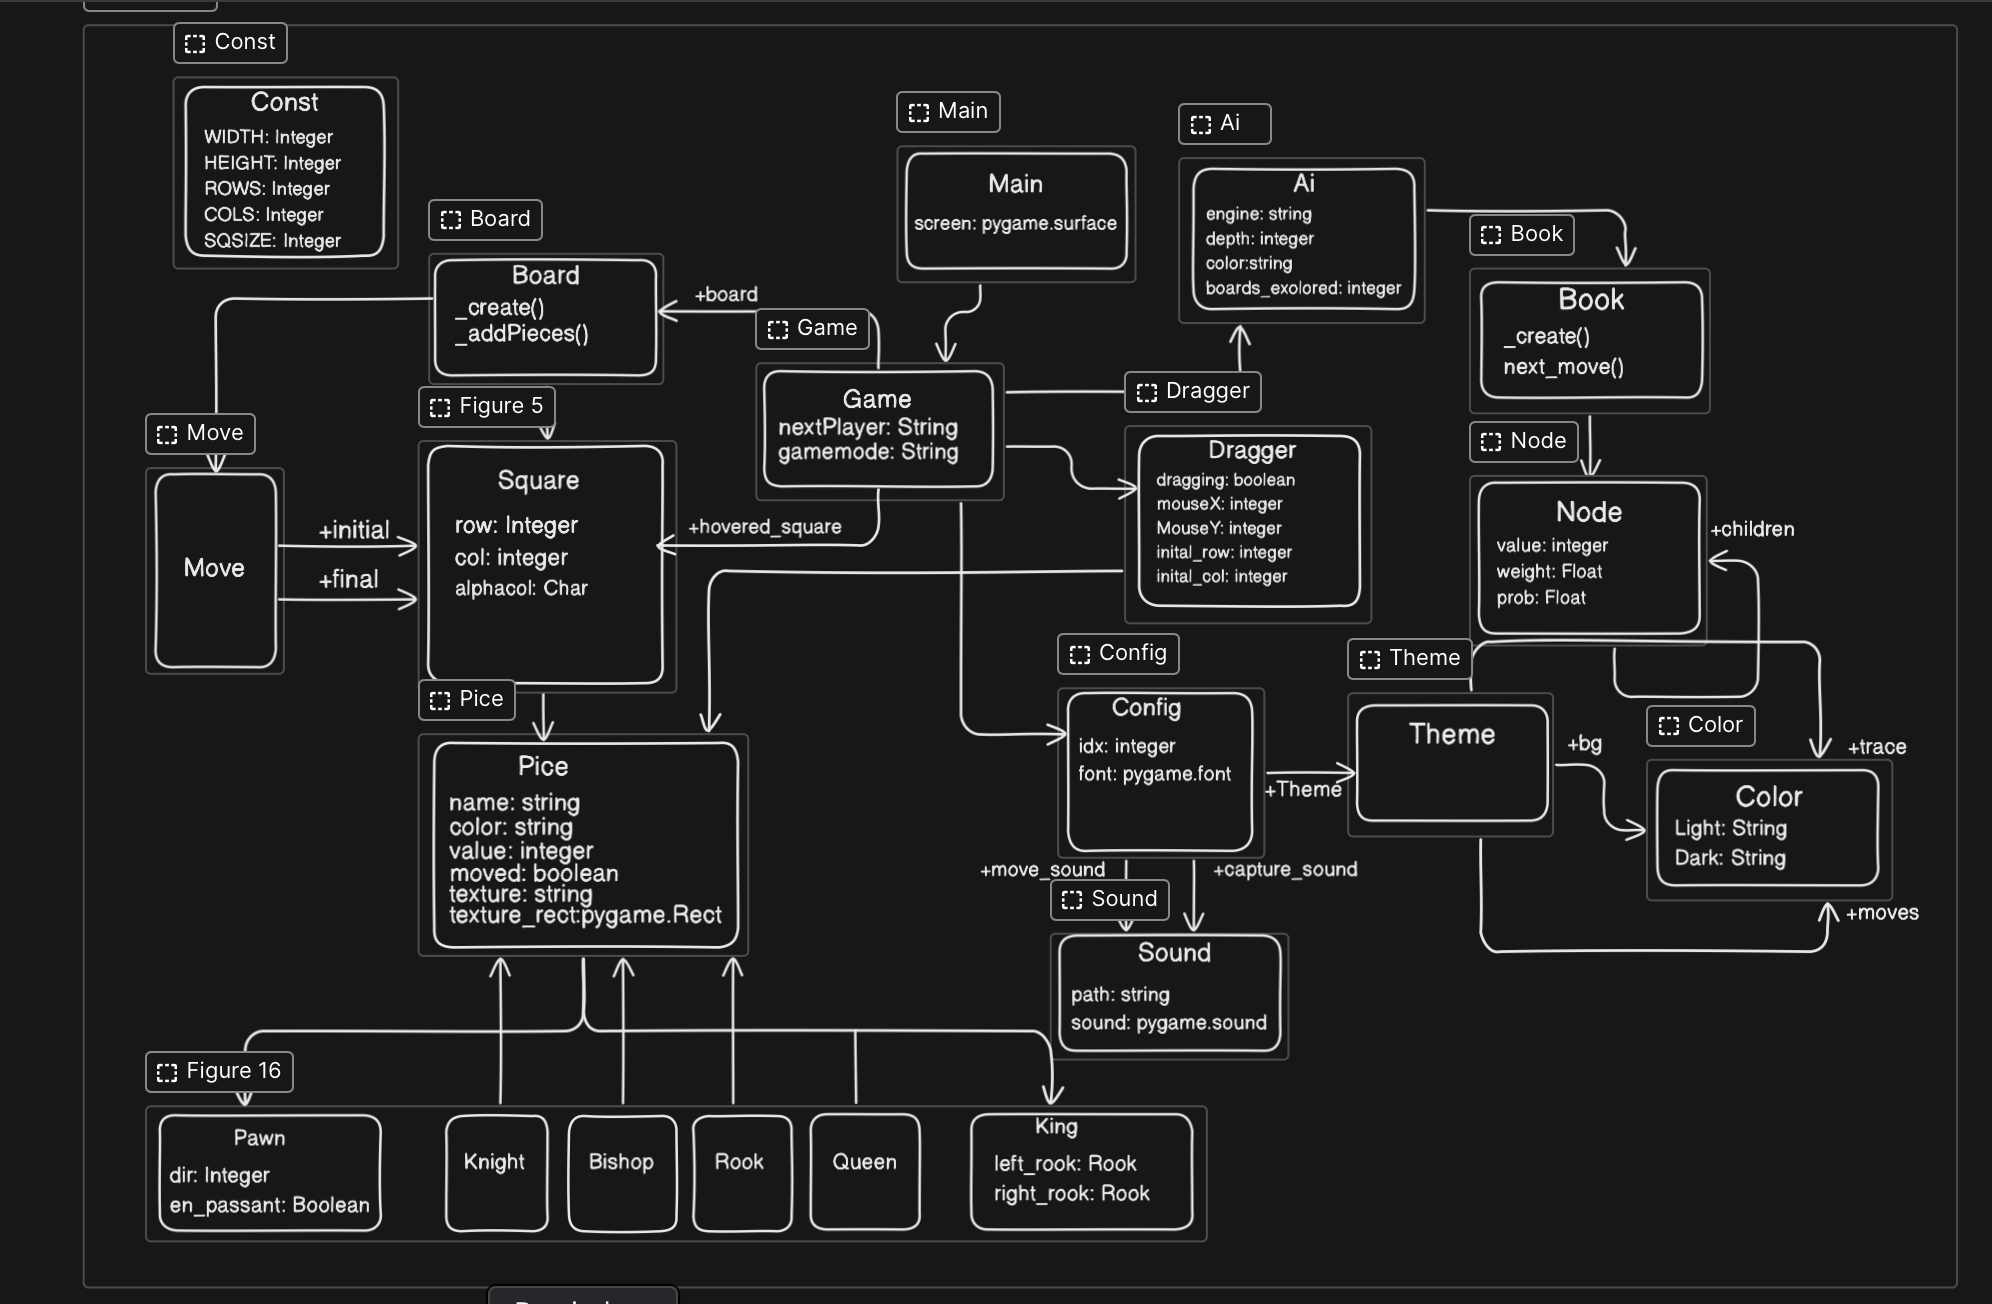 Const
Const
WIDTH: Integer
HEIGHT: Integer
ROWS: Integer
COLS: Integer
SQSIZE: Integer
Main
Main
screen: pygame.surface
Ai
Ai
engine: string
depth: integer
color:string
boards_exolored: integer
Board
Board
_create()
_addPieces()
+board
Book
Book
_create()
next_move()
Game
Game
nextPlayer: String
gamemode: String
Dragger
Dragger
dragging: boolean
mouseX: integer
MouseY: integer
inital_row: integer
inital_col: integer
Move
Move
+initial
+final
Figure 5
Square
row: Integer
col: integer
alphacol: Char
+hovered_square
Node
Node
value: integer
weight: Float
prob: Float
+children
Pice
Pice
name: string
color: string
value: integer
moved: boolean
texture: string
texture_rect:pygame.Rect
Config
Config
idx: integer
font: pygame.font
+Theme
Theme
Theme
+bg
Color
+trace
Color
Light: String
Dark: String
+moves
+move_sound
+capture_sound
Sound
Sound
path: string
sound: pygame.sound
Figure 16
Pawn
dir: Integer
en_passant: Boolean
Knight
Bishop
Rook
Queen
King
left_rook: Rook
right_rook: Rook